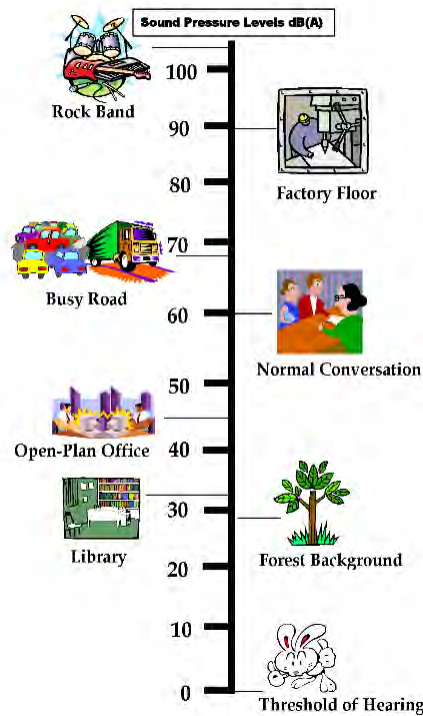 Sound Pressure Levels dB(A)
100
Rock Band
90
Factory Floor
80
70
Busy Road
60
Normal Conversation
50
Open-Plan Office
40
30
Library
Forest Background
20
10
0
Threshold of Hearing